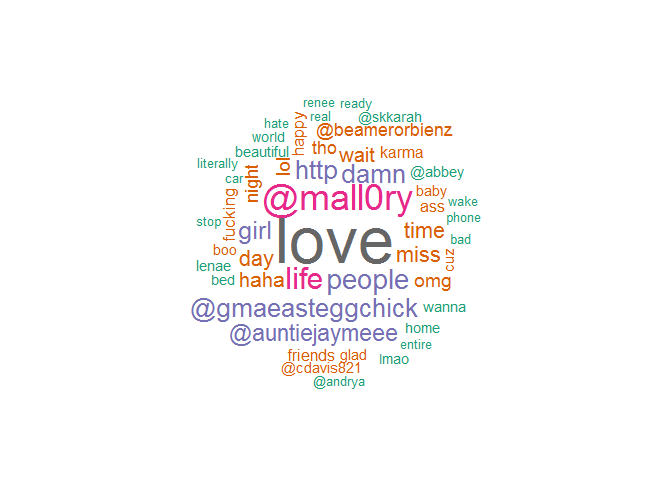 renee ready
hate real @skkarah
world happy @beamerorbienz
beautiful lol tho wait karma
literally http damn @abbey
car night @mall0ry baby
fucking ass wake
stop girl love time phone
boo day miss bad
lenae cuz
bed haha life people omg
@gmaeasteggchick wanna
@auntiejaymeee home
friends glad entire
@cdavis821 lmao
@andrya